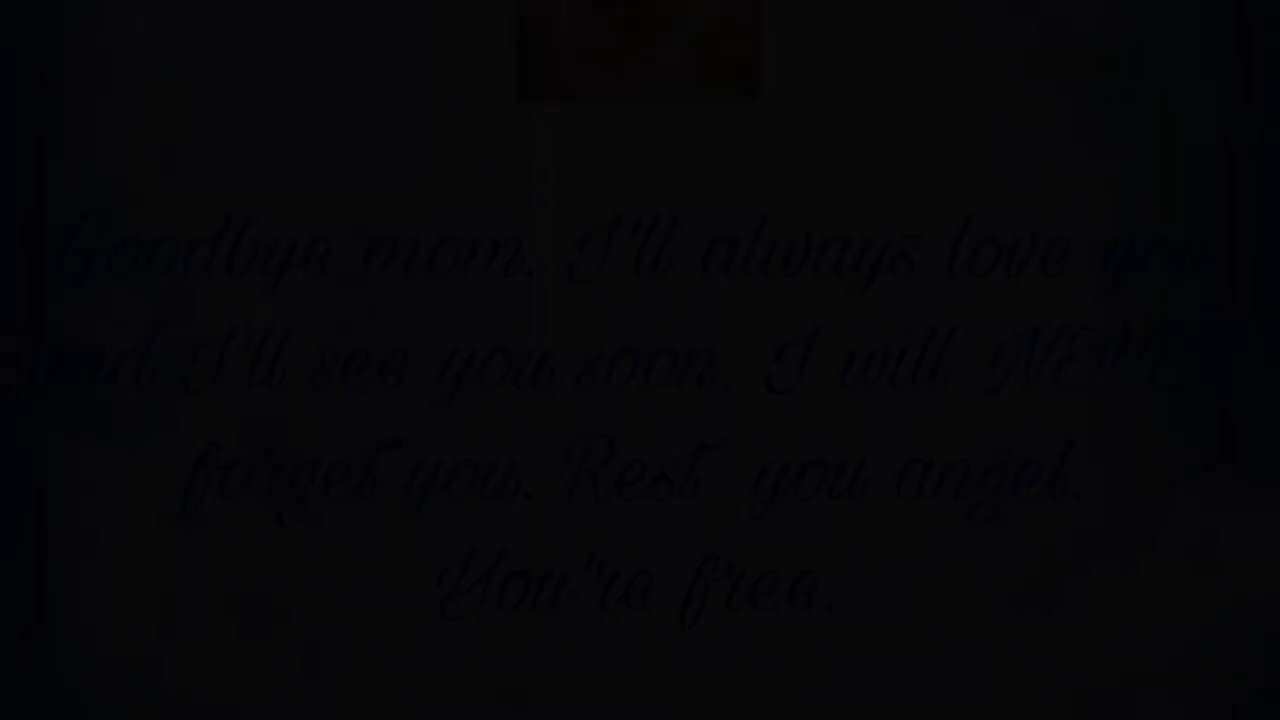 Goodbye mom. I'll always love you
and I'll see you soon. I will NEVER
forget you. Rest you angel.
You're free.